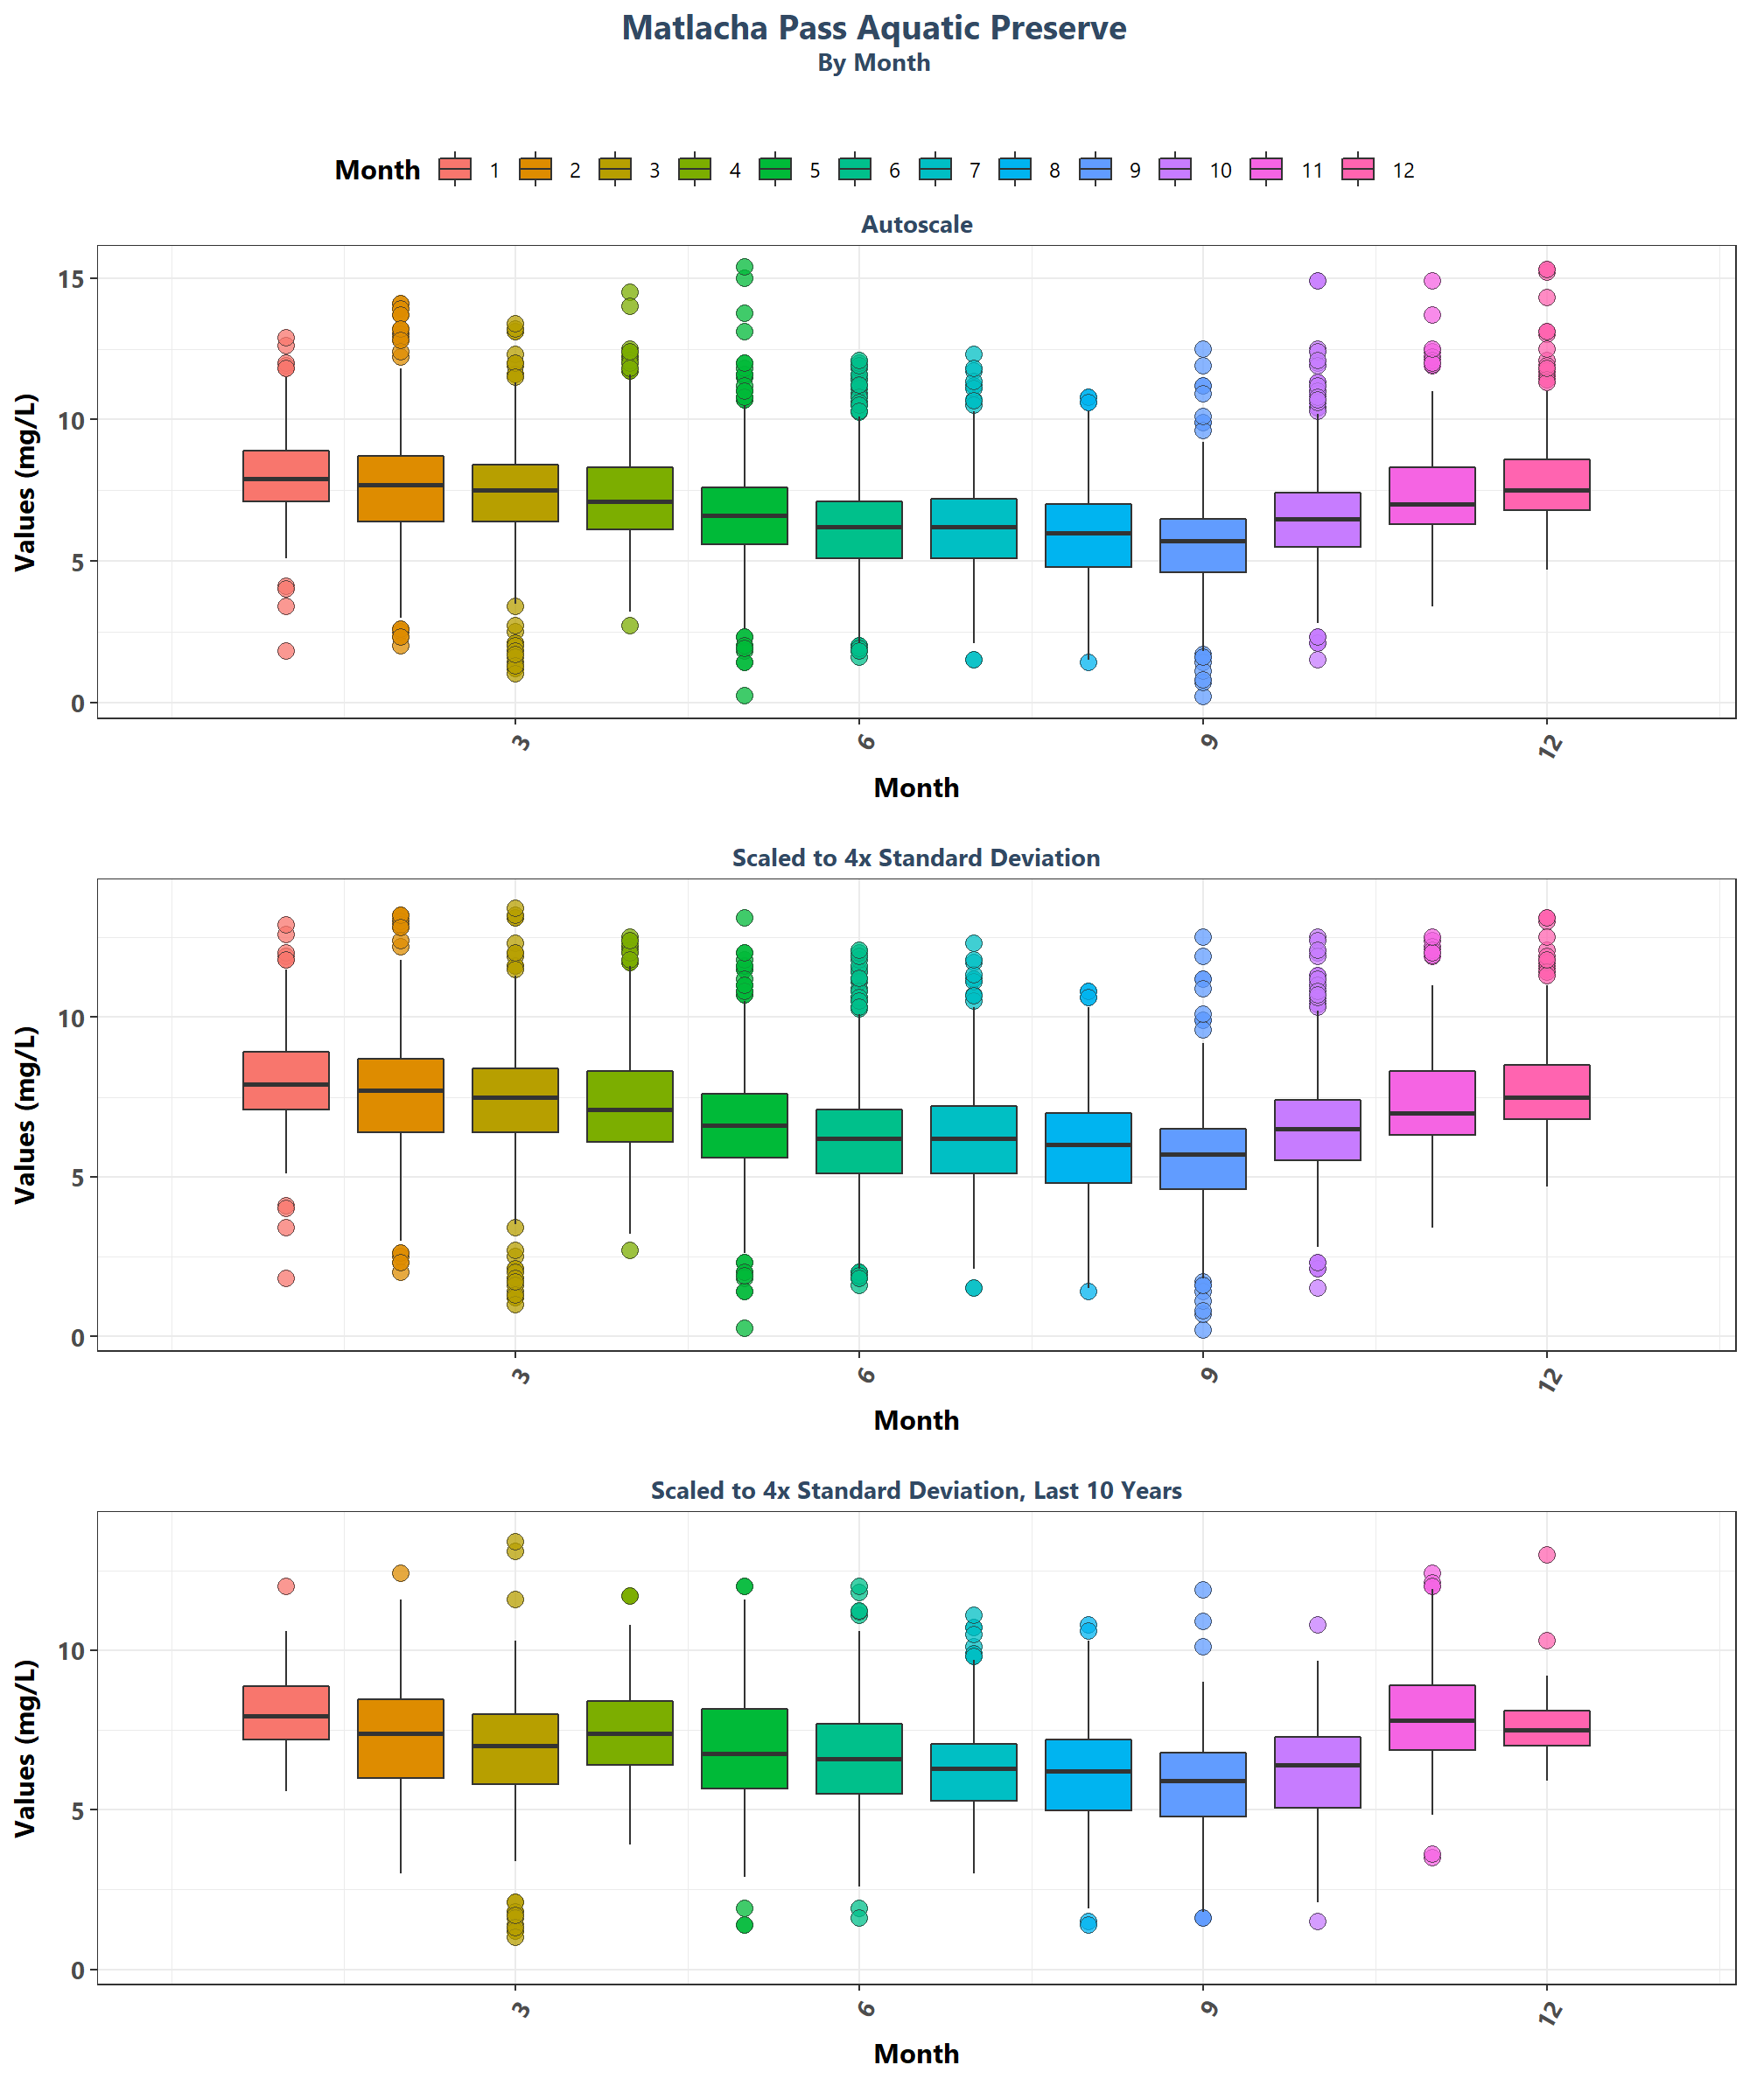 Matlacha Pass Aquatic Preserve
By Month
Month 1 2 3 4 5 6 7 8 9 10 11 12
Autoscale
Values (mg/L)
15
10
5
0
3 6 9 12
Month
Scaled to 4x Standard Deviation
Values (mg/L)
10
5
0
3 6 9 12
Month
Scaled to 4x Standard Deviation, Last 10 Years
Values (mg/L)
10
5
0
3 6 9 12
Month